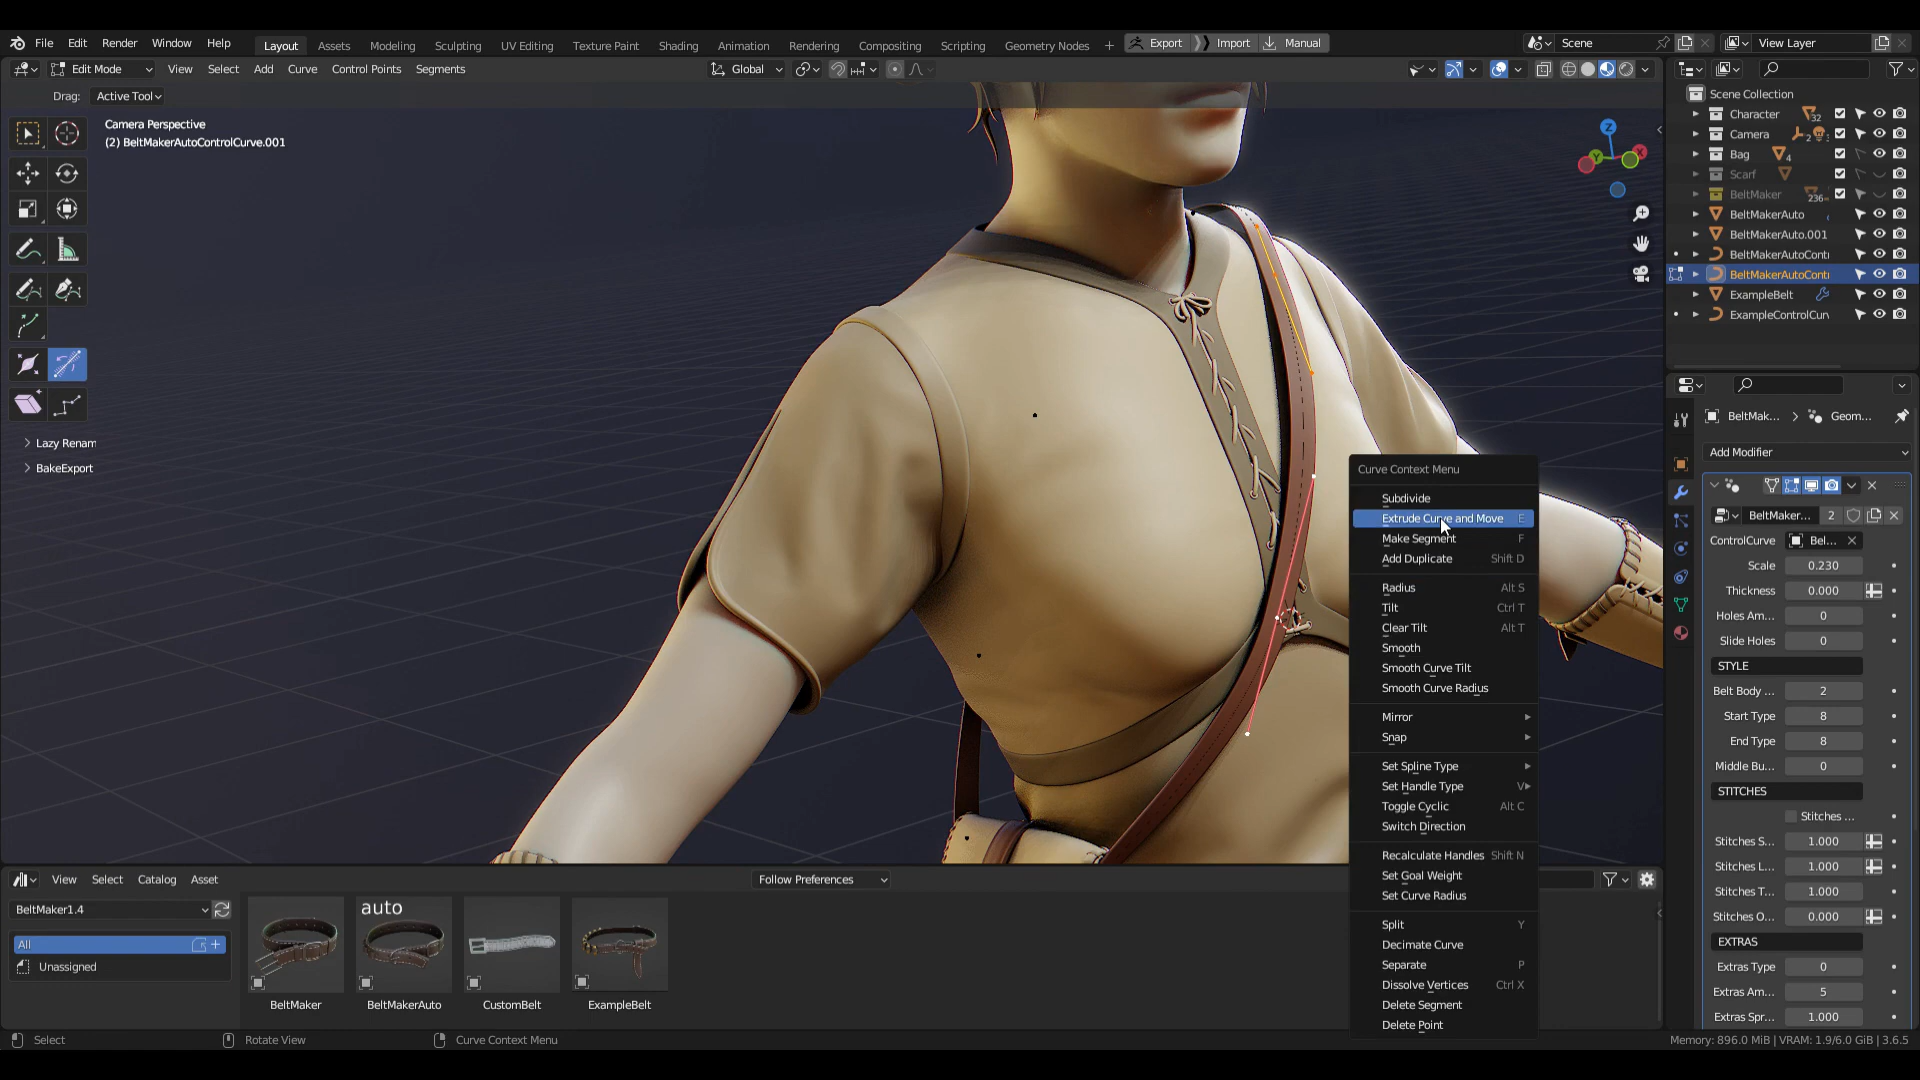 File Edit Render Window Help Layout Assets Modeling Sculpting UV Editing Texture Paint Shading Animation Rendering Compositing Scripting Geometry Nodes + Export Import Manual Scene View Layer
Edit Mode View Select Add Curve Control Points Segments Global
Drag: Active Tool
Camera Perspective
(2) BeltMakerAutoControlCurve.001
Lazy Renam
BakeExport
Z
Y
X
Scene Collection
Character 32
Camera 2
Bag 4
Scarf
BeltMaker 236
BeltMakerAuto
BeltMakerAuto.001
BeltMakerAutoContr
BeltMakerAutoContr
ExampleBelt
ExampleControlCurv
BeltMak... Geom...
Add Modifier
BeltMaker... 2
ControlCurve Bel...
Scale 0.230
Thickness 0.000
Holes Am... 0
Slide Holes 0
STYLE
Belt Body ... 2
Start Type 8
End Type 8
Middle Bu... 0
STITCHES
Stitches ...
Stitches S... 1.000
Stitches L... 1.000
Stitches T... 1.000
Stitches O... 0.000
EXTRAS
Extras Type 0
Extras Am... 5
Extras Spr... 1.000
Curve Context Menu
Subdivide
Extrude Curve and Move E
Make Segment F
Add Duplicate Shift D
Radius Alt S
Tilt Ctrl T
Clear Tilt Alt T
Smooth
Smooth Curve Tilt
Smooth Curve Radius
Mirror
Snap
Set Spline Type
Set Handle Type V
Toggle Cyclic Alt C
Switch Direction
Recalculate Handles Shift N
Set Goal Weight
Set Curve Radius
Split Y
Decimate Curve
Separate P
Dissolve Vertices Ctrl X
Delete Segment
Delete Point
View Select Catalog Asset Follow Preferences
BeltMaker1.4
All
Unassigned
auto
BeltMaker BeltMakerAuto CustomBelt ExampleBelt
Select Rotate View Curve Context Menu Memory: 896.0 MiB | VRAM: 1.9/6.0 GiB | 3.6.5